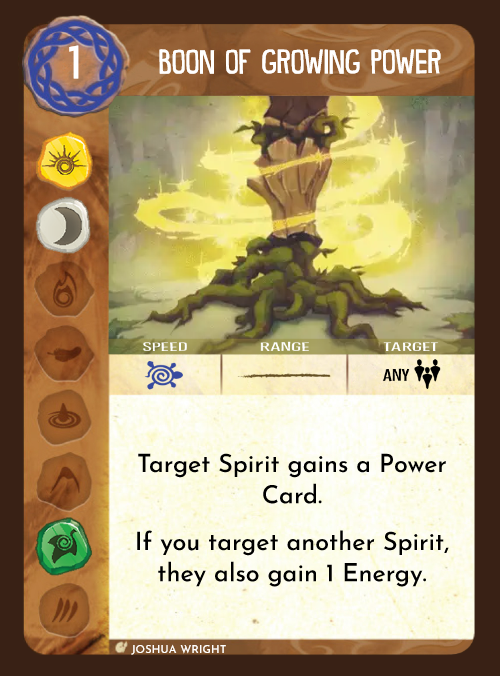 1
BOON OF GROWING POWER
SPEED RANGE TARGET
ANY
Target Spirit gains a Power
Card.
If you target another Spirit,
they also gain 1 Energy.
JOSHUA WRIGHT